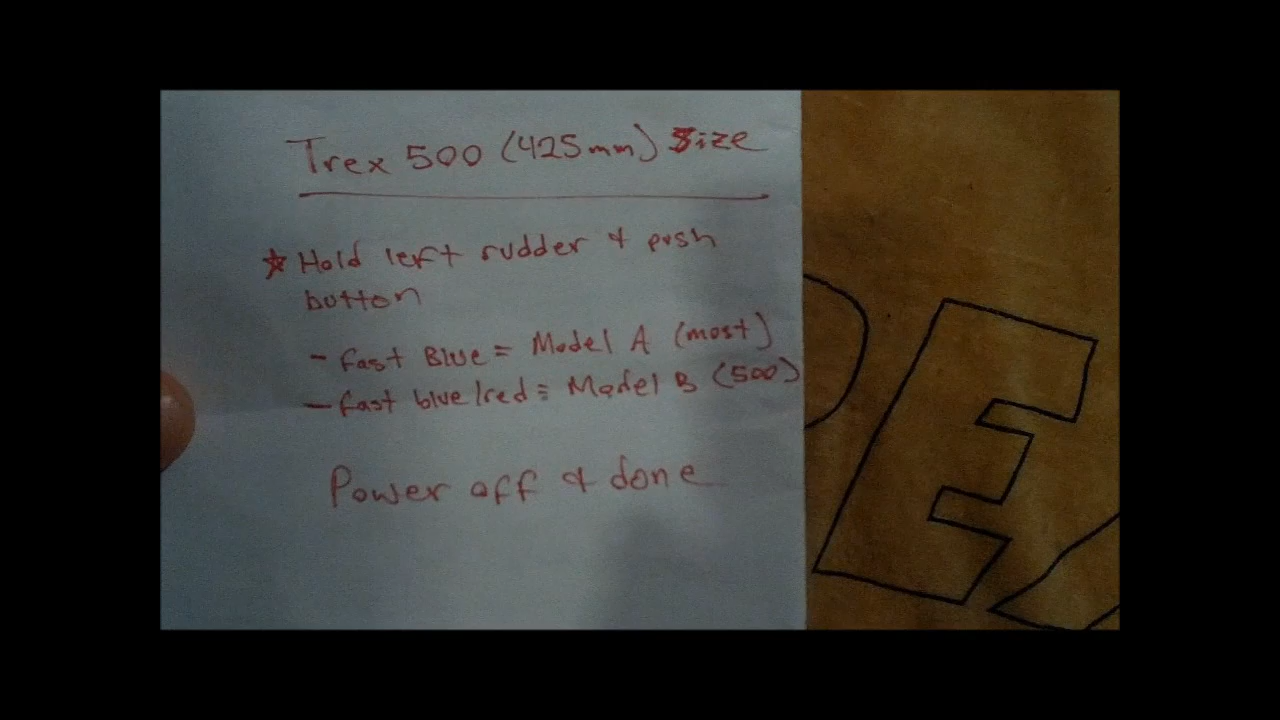 Trex 500 (425mm) Size
* Hold left rudder & push
button
- fast Blue = Model A (most)
- fast blue/red = Model B (500)
Power off & done
E